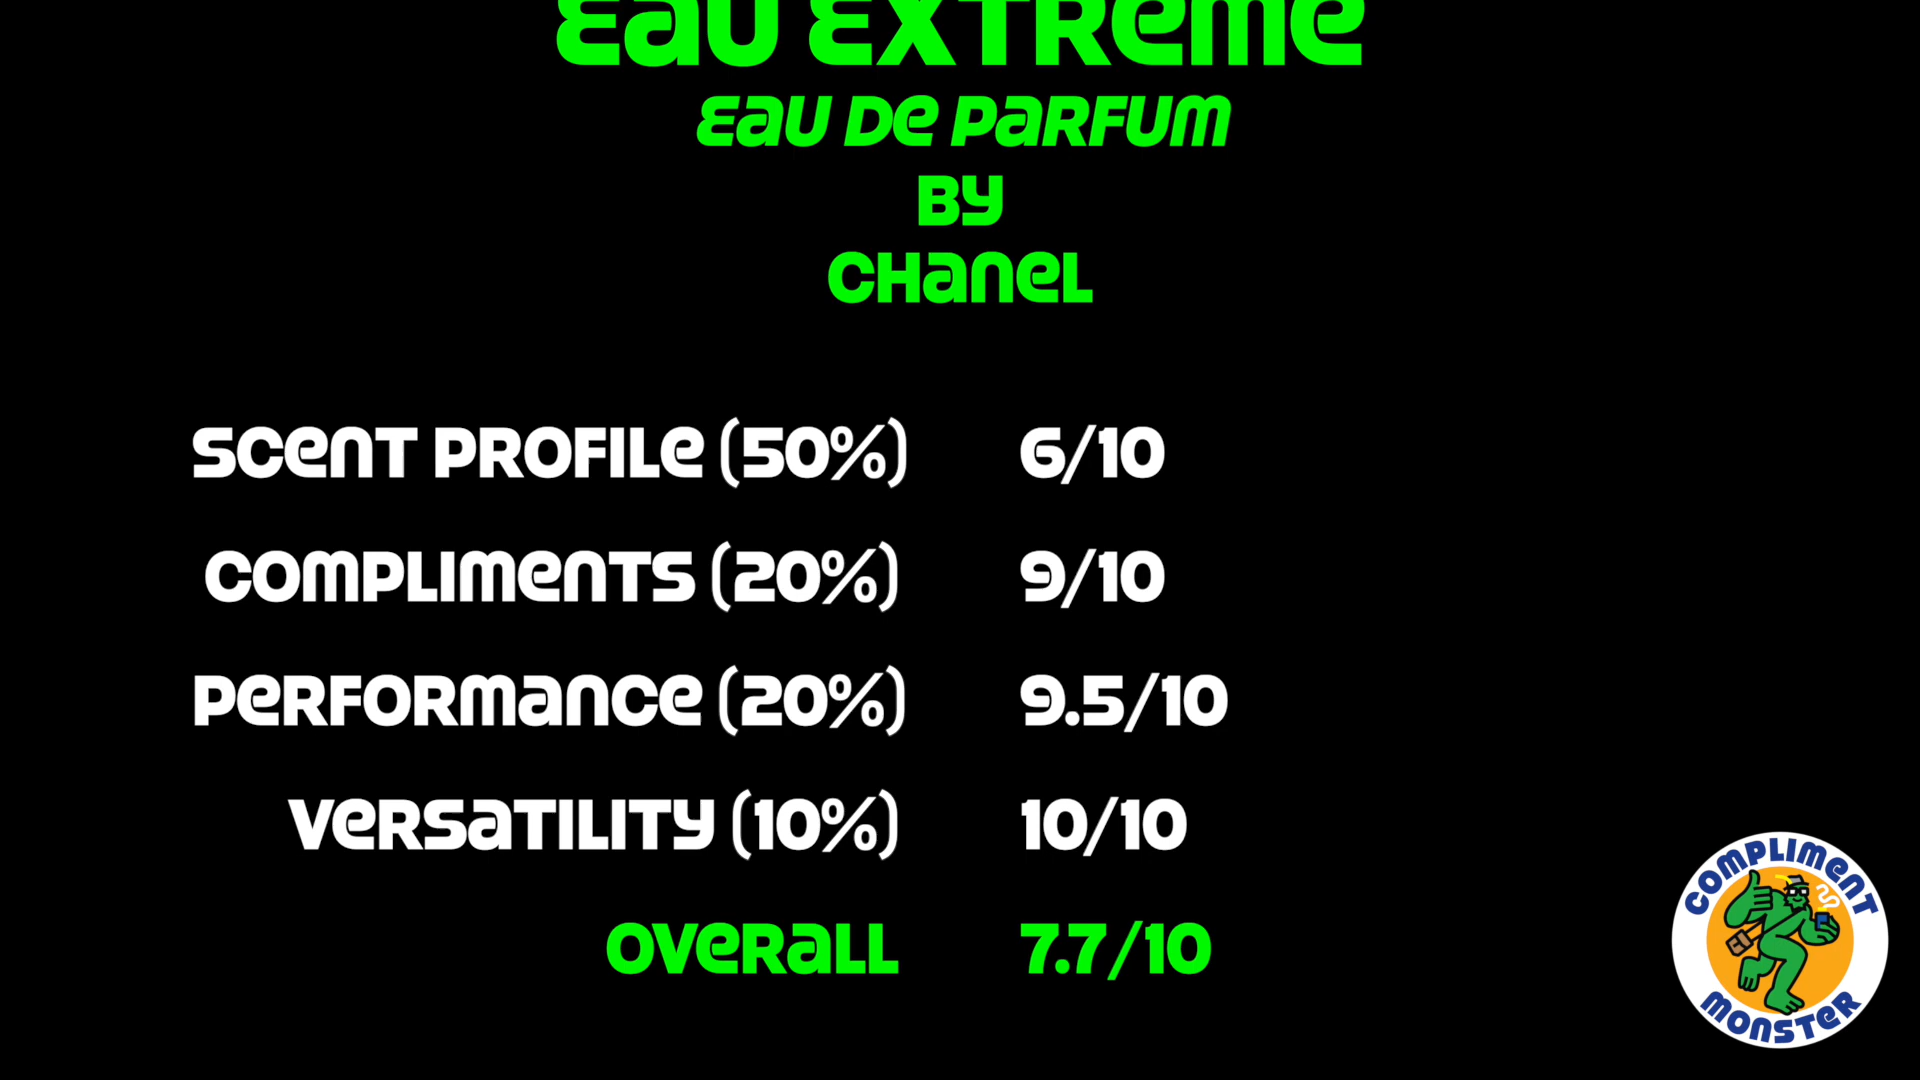 EAU EXTREME
EAU DE PARFUM
BY
CHANEL
SCENT PROFILE (50%) 6/10
COMPLIMENTS (20%) 9/10
PERFORMANCE (20%) 9.5/10
VERSATILITY (10%) 10/10
OVERALL 7.7/10
COMPLIMENT
MONSTER